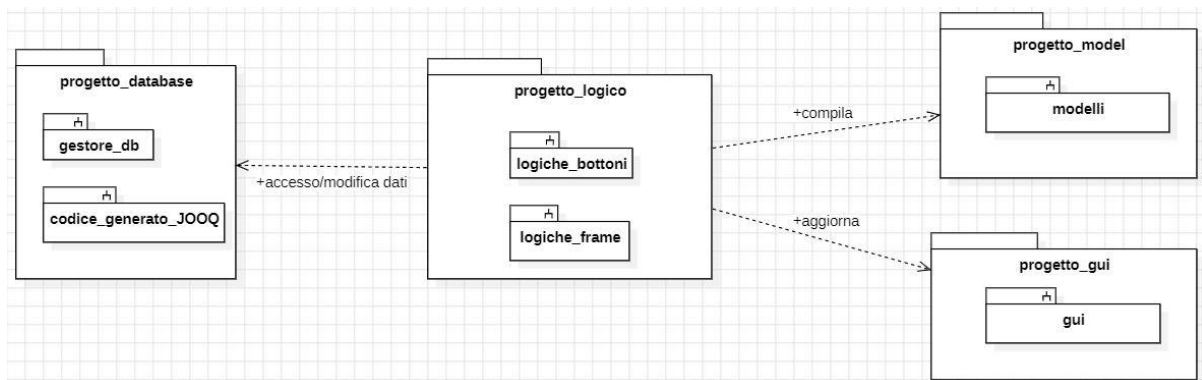 progetto_database
gestore_db
codice_generato_JOOQ
+accesso/modifica dati
progetto_logico
logiche_bottoni
logiche_frame
+compila
+aggiorna
progetto_model
modelli
progetto_gui
gui